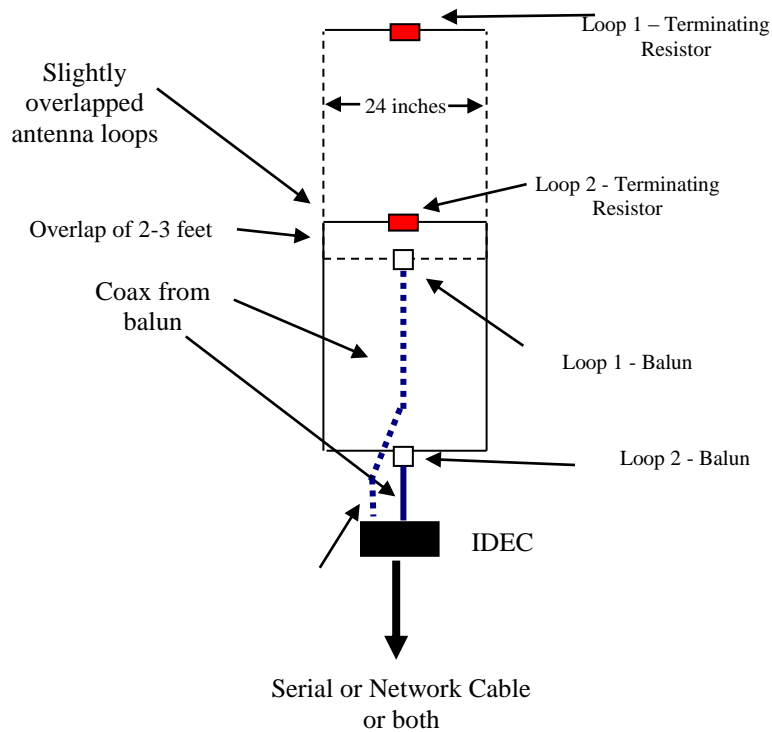 Loop 1 – Terminating
Resistor
Slightly
overlapped
antenna loops
24 inches
Loop 2 - Terminating
Resistor
Overlap of 2-3 feet
Coax from
balun
Loop 1 - Balun
Loop 2 - Balun
IDEC
Serial or Network Cable
or both